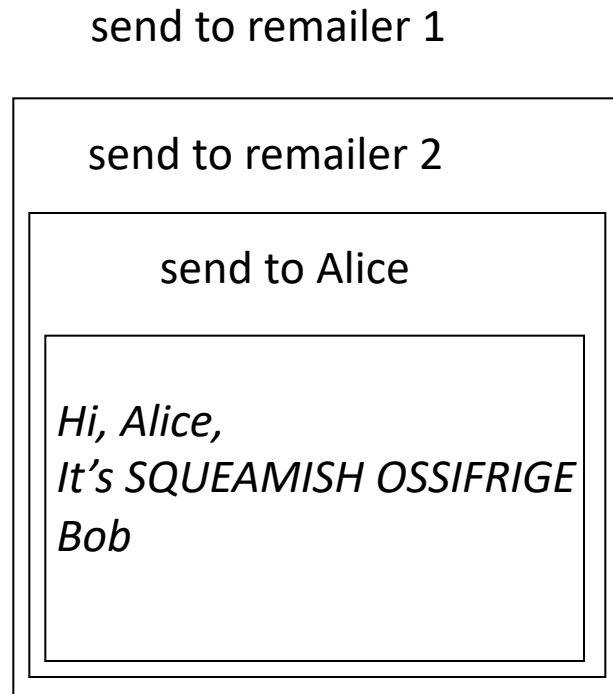 send to remailer 1
send to remailer 2
send to Alice
Hi, Alice,
It’s SQUEAMISH OSSIFRIGE
Bob